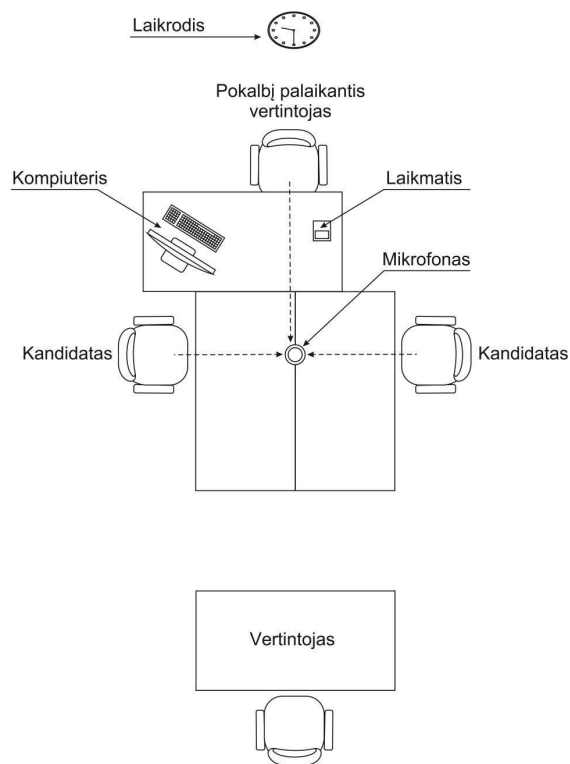 Laikrodis
Pokalbį palaikantis
vertintojas
Kompiuteris
Laikmatis
Mikrofonas
Kandidatas
Kandidatas
Vertintojas